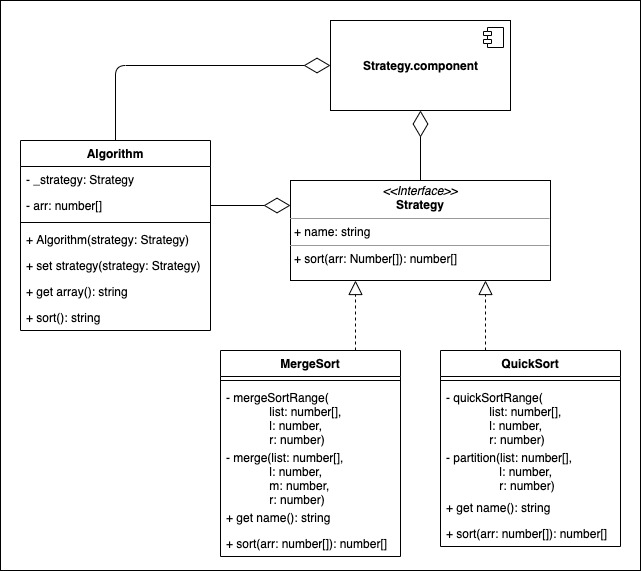 Strategy.component
Algorithm
- _strategy: Strategy
- arr: number[]
+ Algorithm(strategy: Strategy)
+ set strategy(strategy: Strategy)
+ get array(): string
+ sort(): string
<<Interface>>
Strategy
+ name: string
+ sort(arr: Number[]): number[]
MergeSort
- mergeSortRange(
list: number[],
l: number,
r: number)
- merge(list: number[],
l: number,
m: number,
r: number)
+ get name(): string
+ sort(arr: number[]): number[]
QuickSort
- quickSortRange(
list: number[],
l: number,
r: number)
- partition(list: number[],
l: number,
r: number)
+ get name(): string
+ sort(arr: number[]): number[]